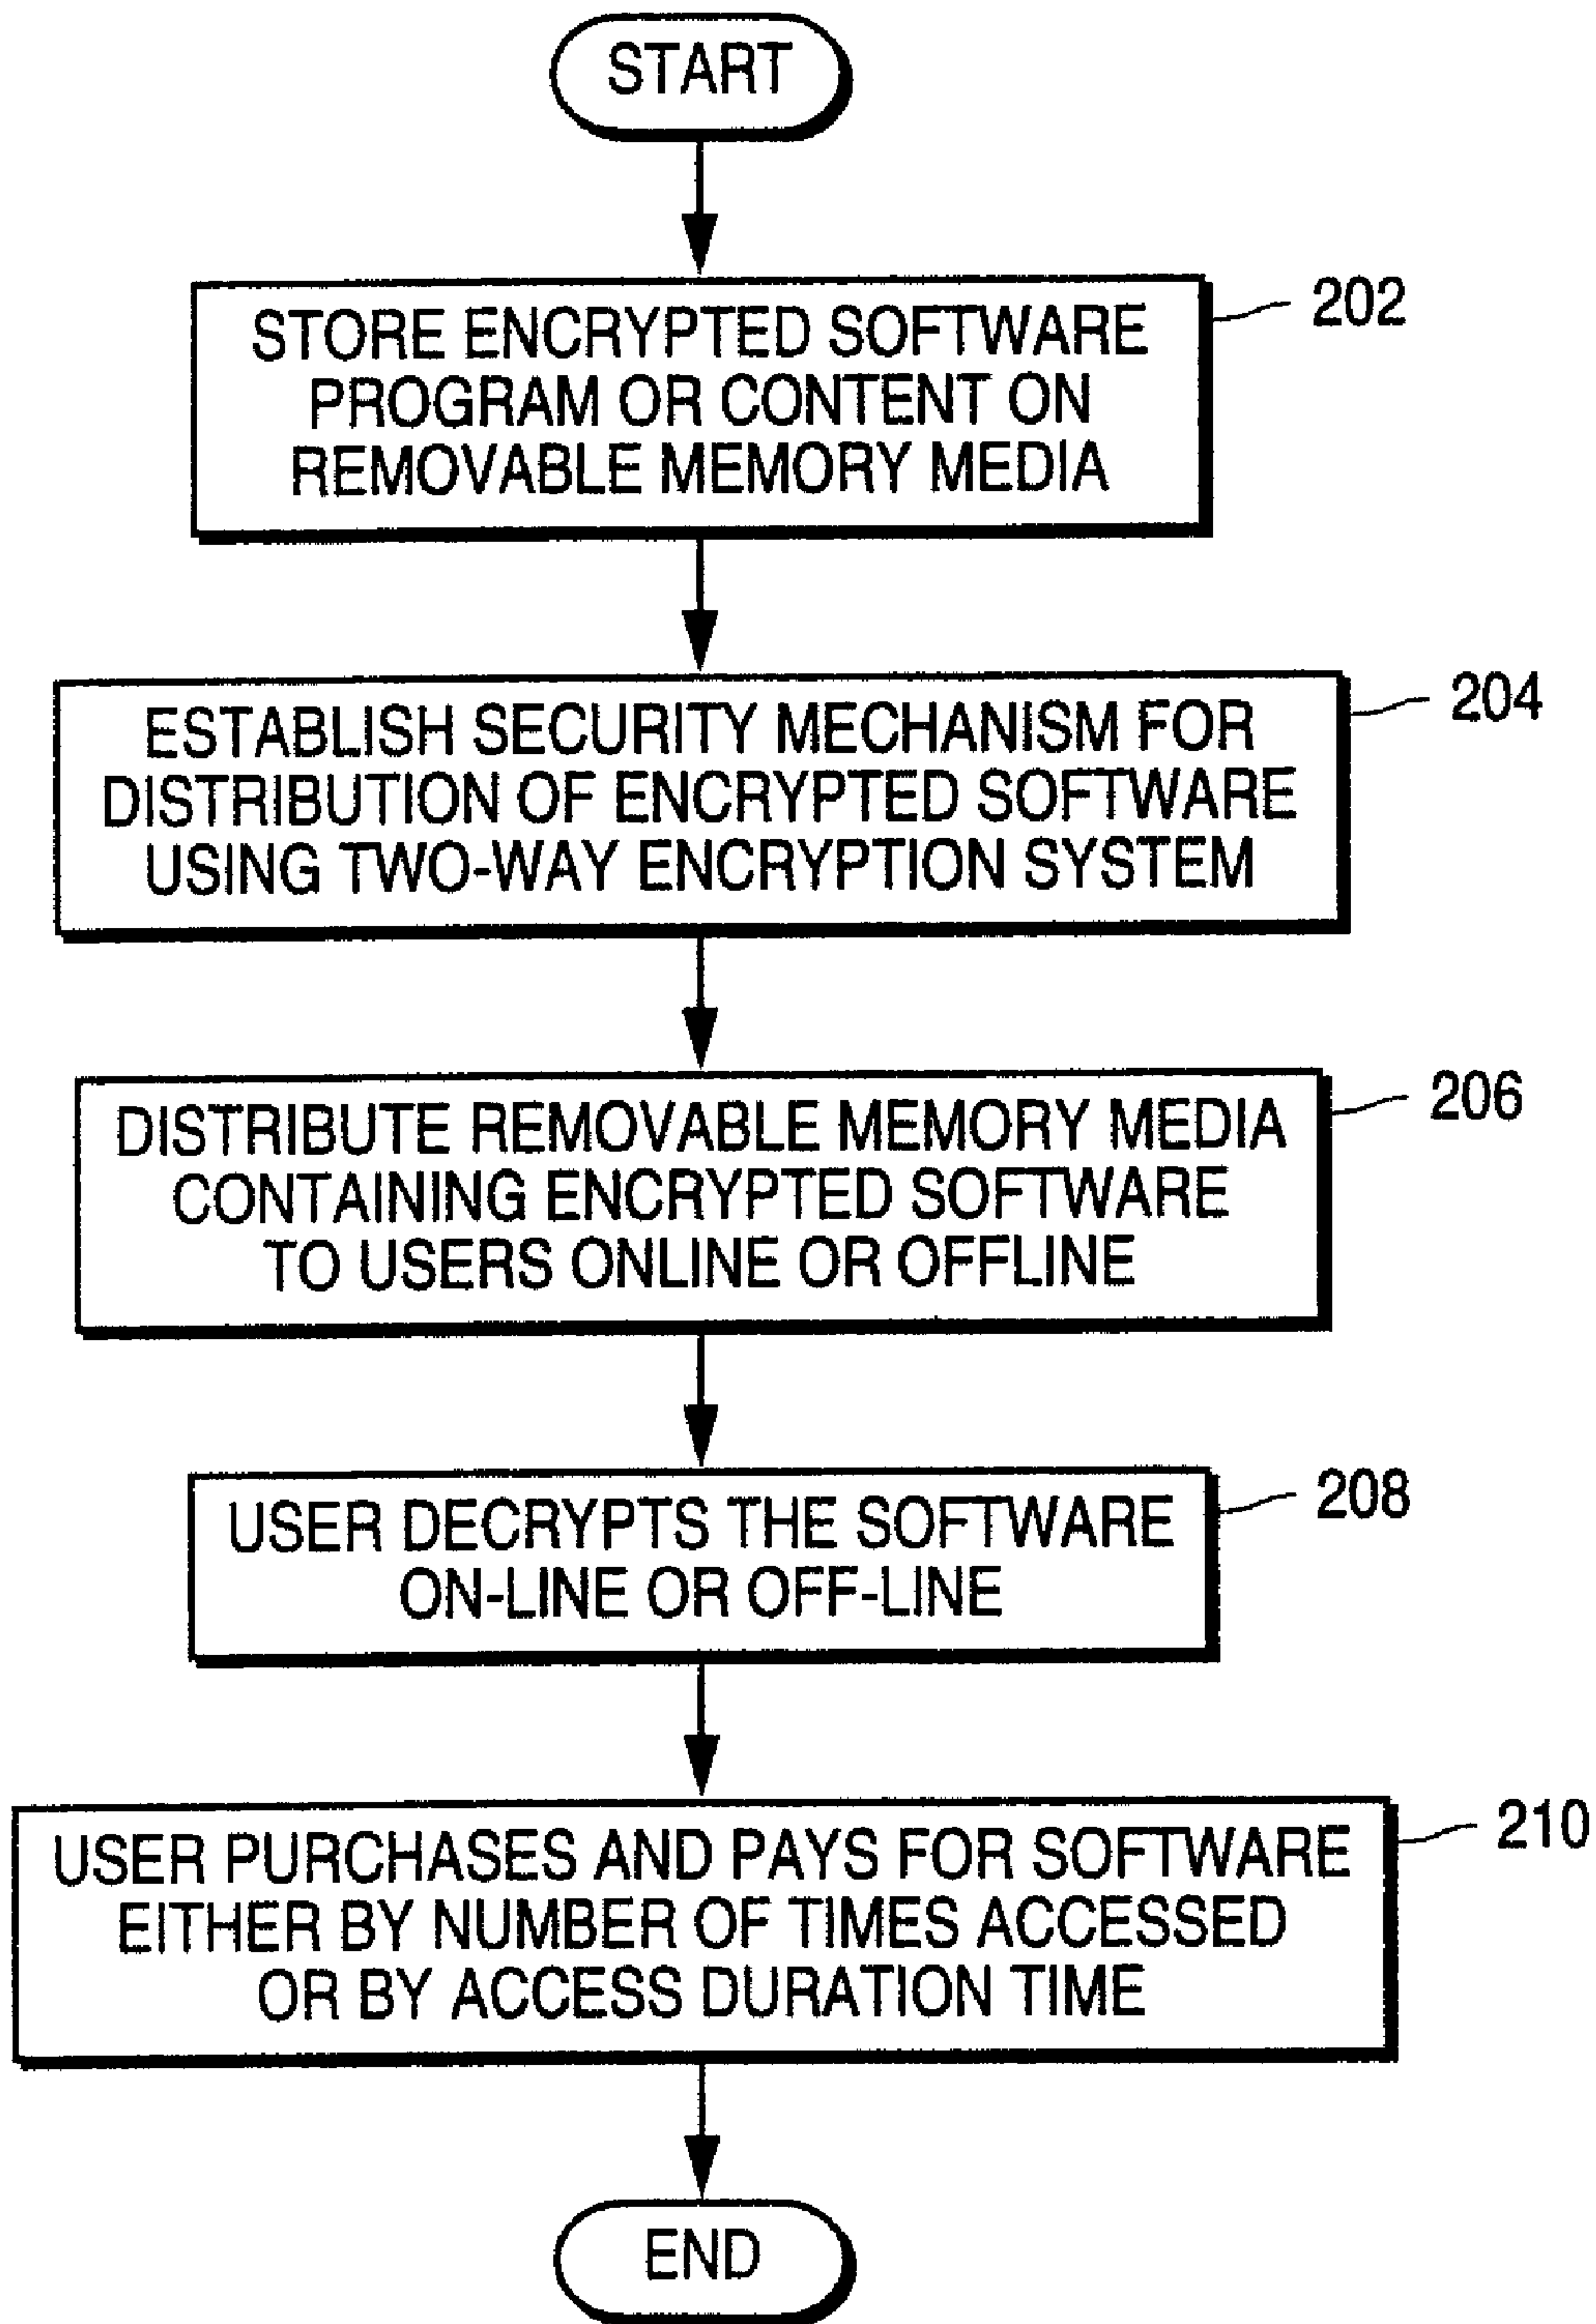 START
STORE ENCRYPTED SOFTWARE
PROGRAM OR CONTENT ON
REMOVABLE MEMORY MEDIA
202
ESTABLISH SECURITY MECHANISM FOR
DISTRIBUTION OF ENCRYPTED SOFTWARE
USING TWO-WAY ENCRYPTION SYSTEM
204
DISTRIBUTE REMOVABLE MEMORY MEDIA
CONTAINING ENCRYPTED SOFTWARE
TO USERS ONLINE OR OFFLINE
206
USER DECRYPTS THE SOFTWARE
ON-LINE OR OFF-LINE
208
USER PURCHASES AND PAYS FOR SOFTWARE
EITHER BY NUMBER OF TIMES ACCESSED
OR BY ACCESS DURATION TIME
210
END